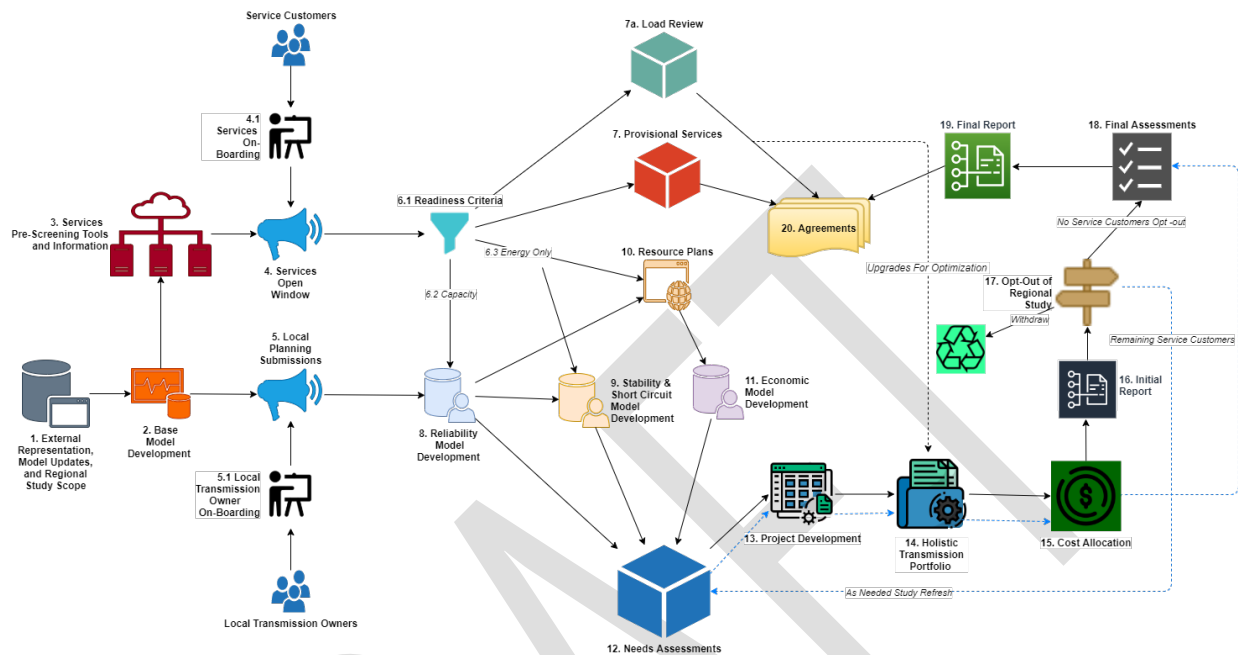 Service Customers
7a. Load Review
4.1
Services
On-
Boarding
7. Provisional Services
19. Final Report
18. Final Assessments
3. Services
Pre-Screening Tools
and Information
6.1 Readiness Criteria
20. Agreements
No Service Customers Opt -out
4. Services
Open
Window
6.3 Energy Only
10. Resource Plans
Upgrades For Optimization
17. Opt-Out of
Regional
Study
6.2 Capacity
Withdraw
Remaining Service Customers
5. Local
Planning
Submissions
1. External
Representation,
Model Updates,
and Regional
Study Scope
2. Base
Model
Development
8. Reliability
Model
Development
9. Stability &
Short Circuit
Model
Development
11. Economic
Model
Development
16. Initial
Report
5.1 Local
Transmission
Owner
On-Boarding
13. Project Development
14. Holistic
Transmission
Portfolio
15. Cost Allocation
As Needed Study Refresh
Local Transmission Owners
12. Needs Assessments